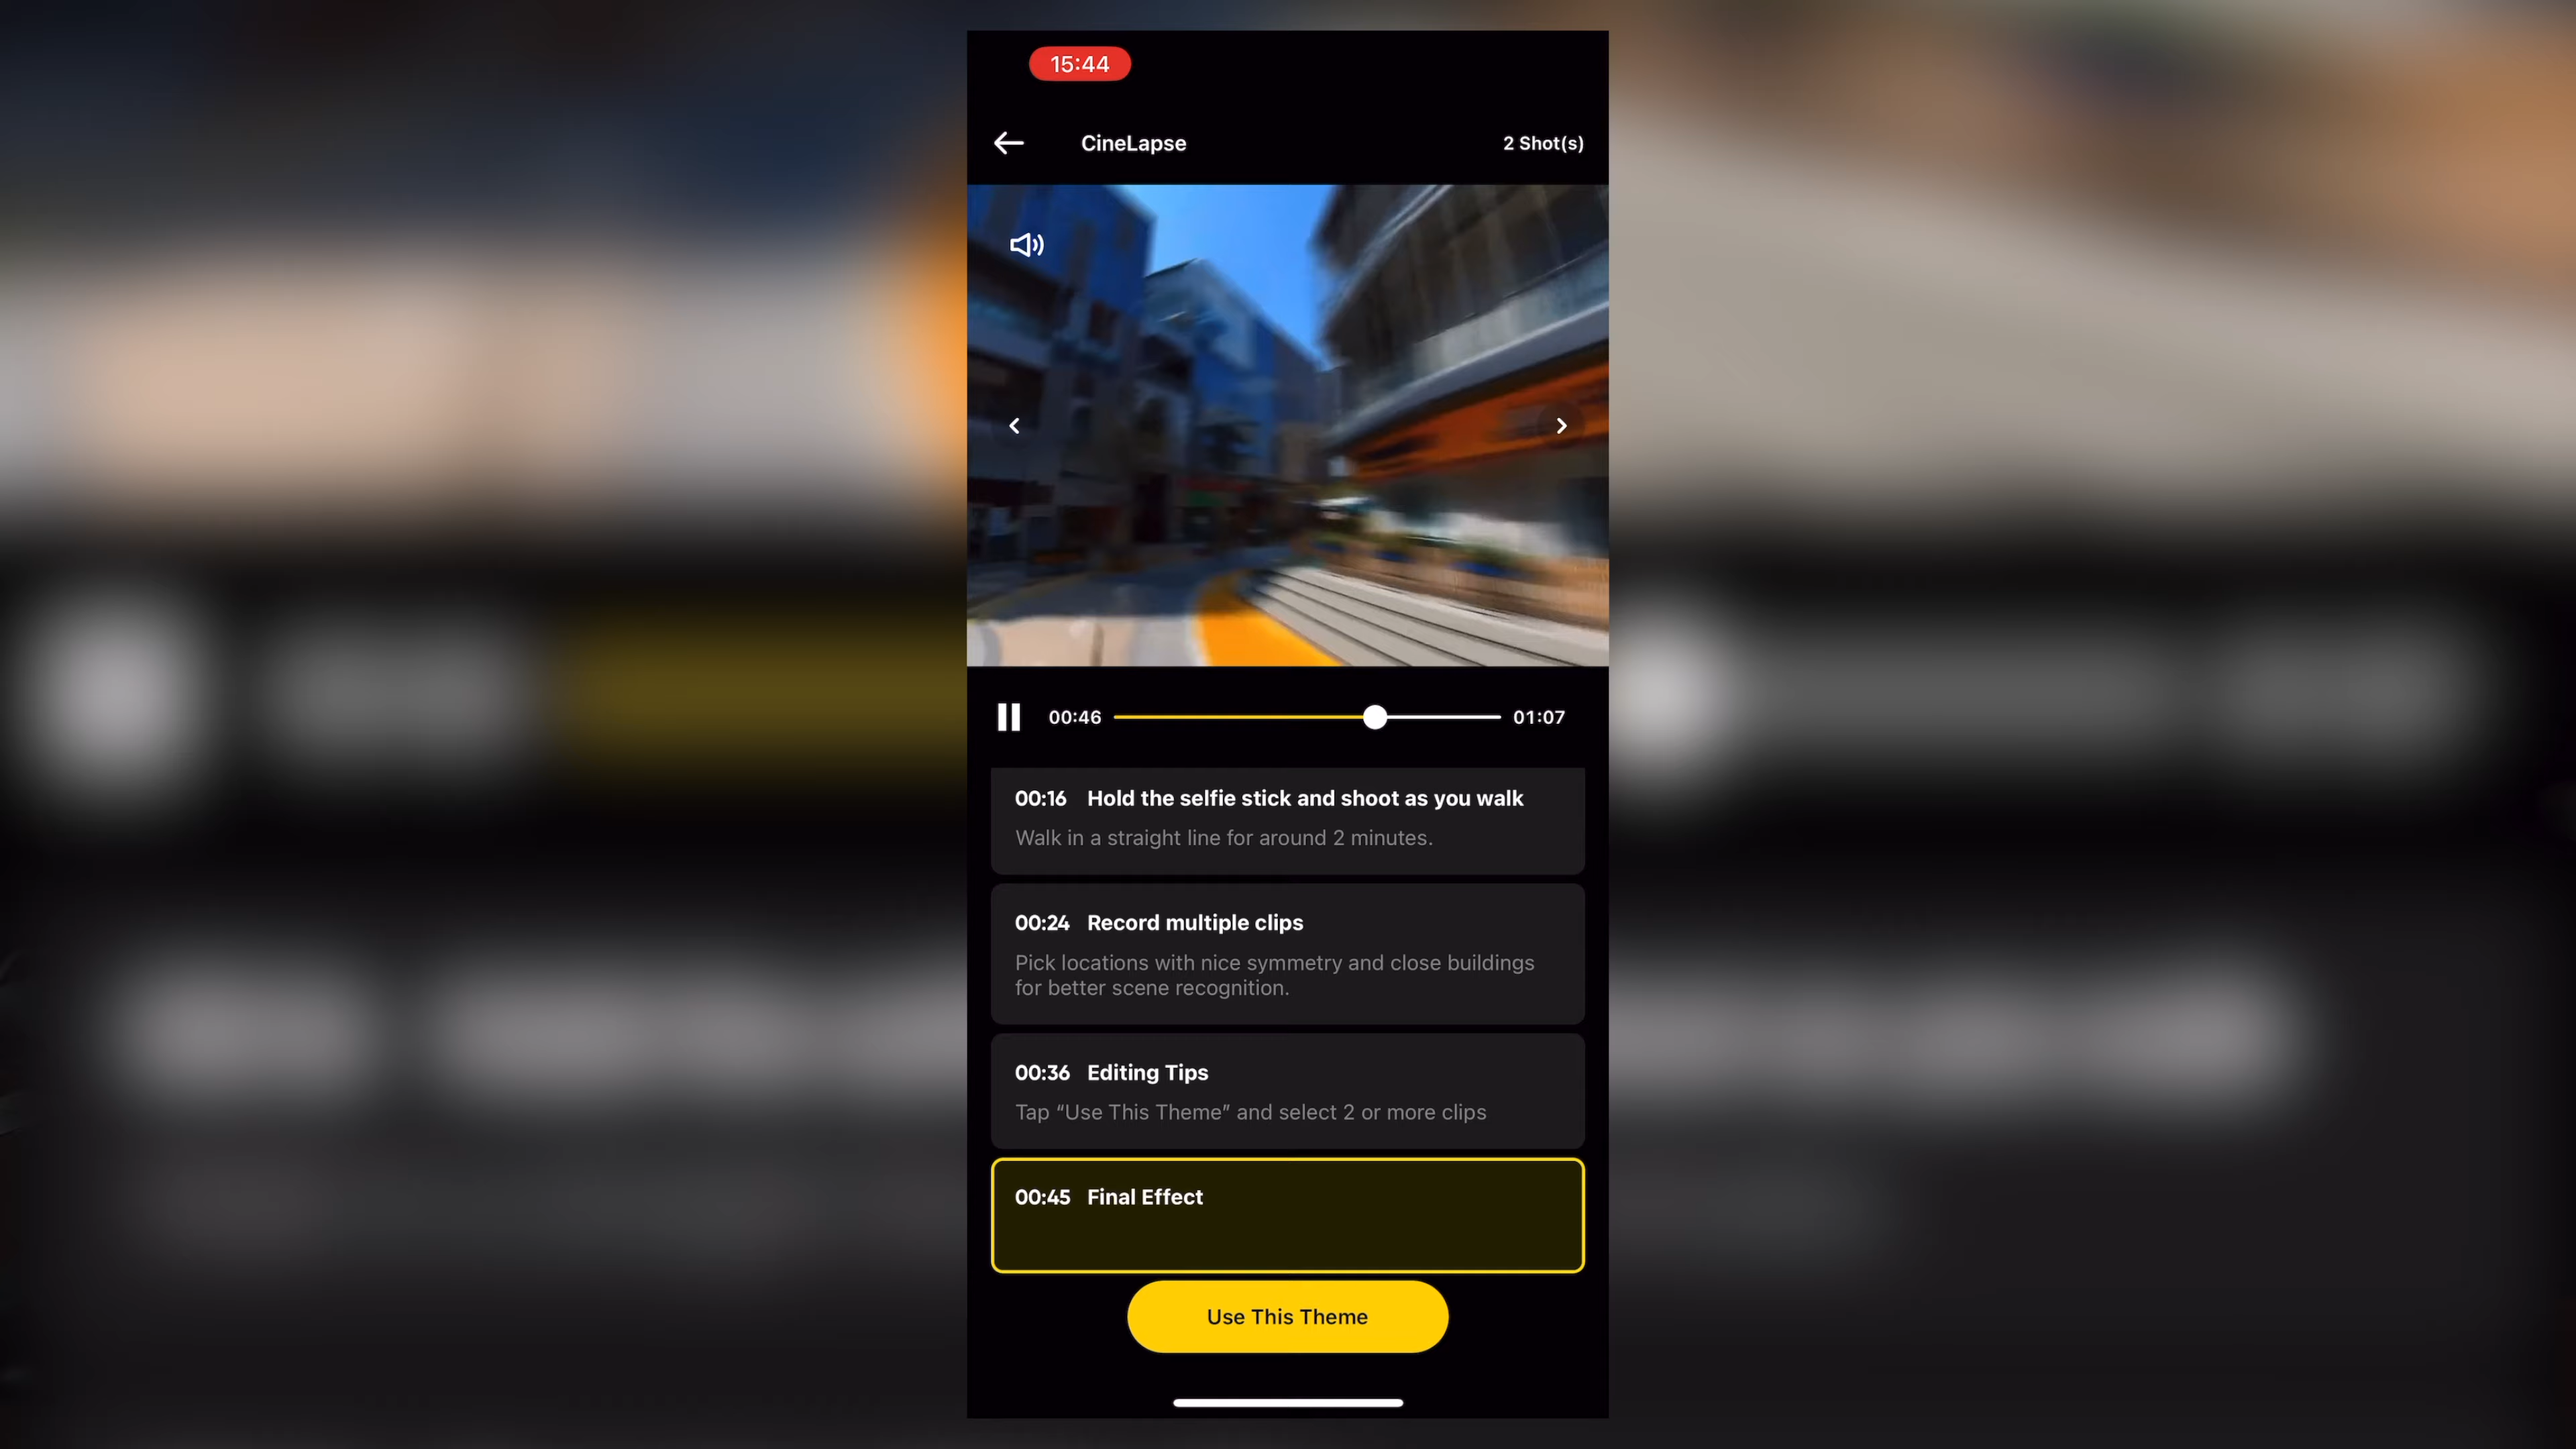 15:44
CineLapse
2 Shot(s)
00:46
01:07
00:16 Hold the selfie stick and shoot as you walk
Walk in a straight line for around 2 minutes.
00:24 Record multiple clips
Pick locations with nice symmetry and close buildings
for better scene recognition.
00:36 Editing Tips
Tap “Use This Theme” and select 2 or more clips
00:45 Final Effect
Use This Theme